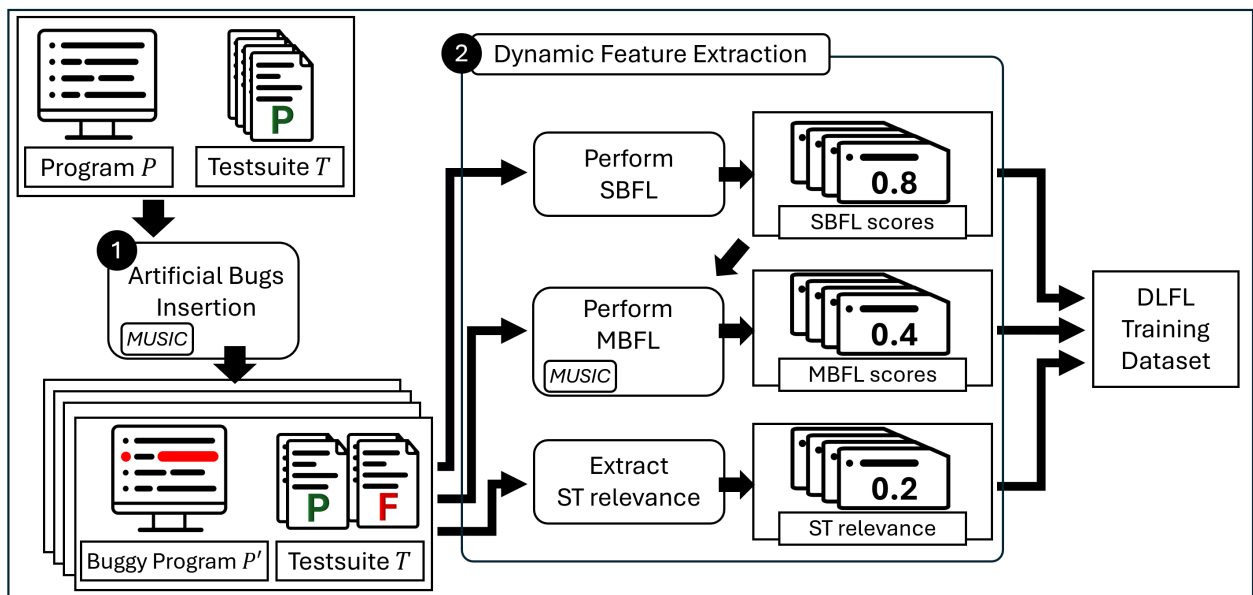 P
Program P
Testsuite T
1
Artificial Bugs
Insertion
MUSIC
P
F
Buggy Program P′
Testsuite T
2
Dynamic Feature Extraction
Perform
SBFL
0.8
SBFL scores
Perform
MBFL
MUSIC
0.4
MBFL scores
Extract
ST relevance
0.2
ST relevance
DLFL
Training
Dataset